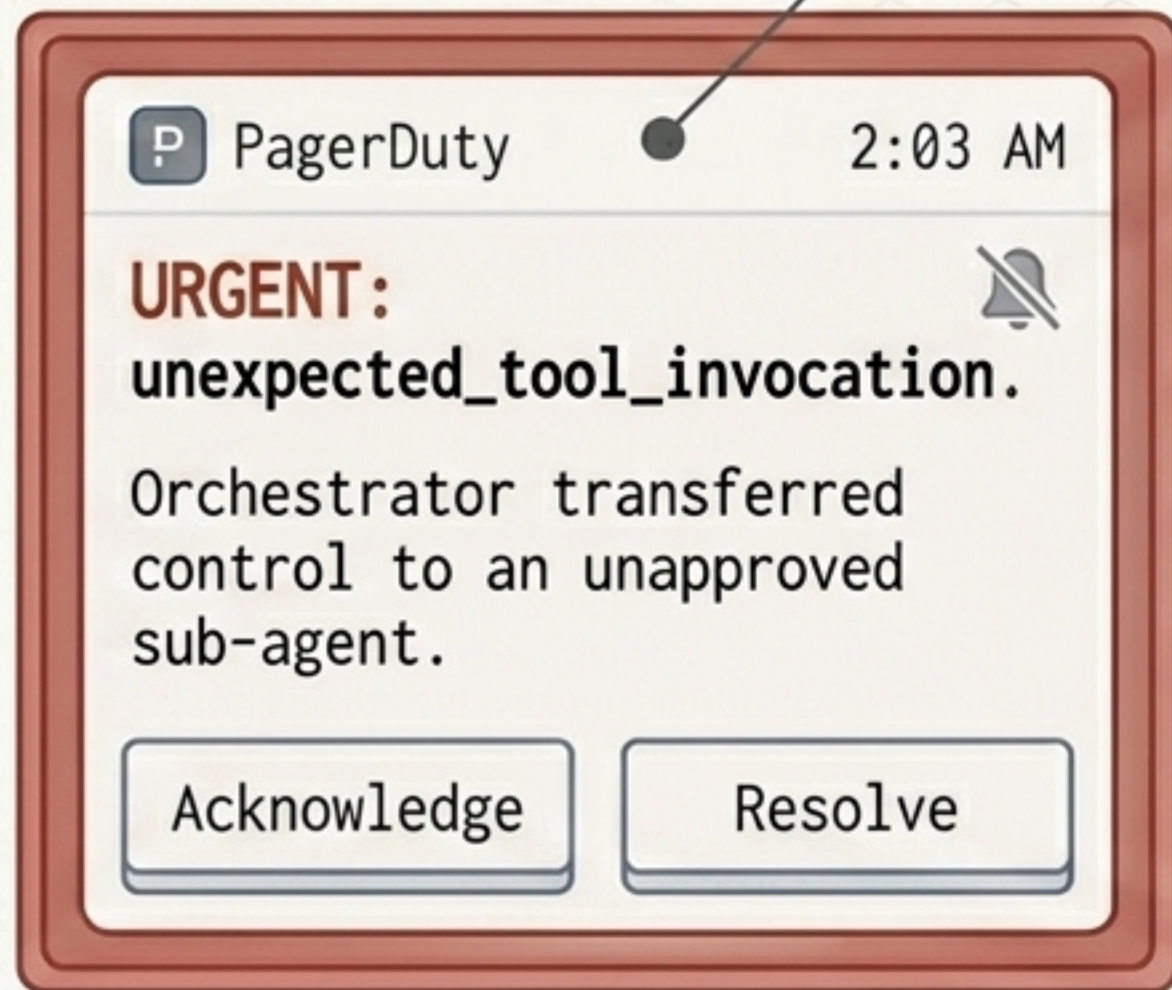 PagerDuty 2:03 AM
URGENT:
unexpected_tool_invocation.
Orchestrator transferred
control to an unapproved
sub-agent.
Acknowledge Resolve